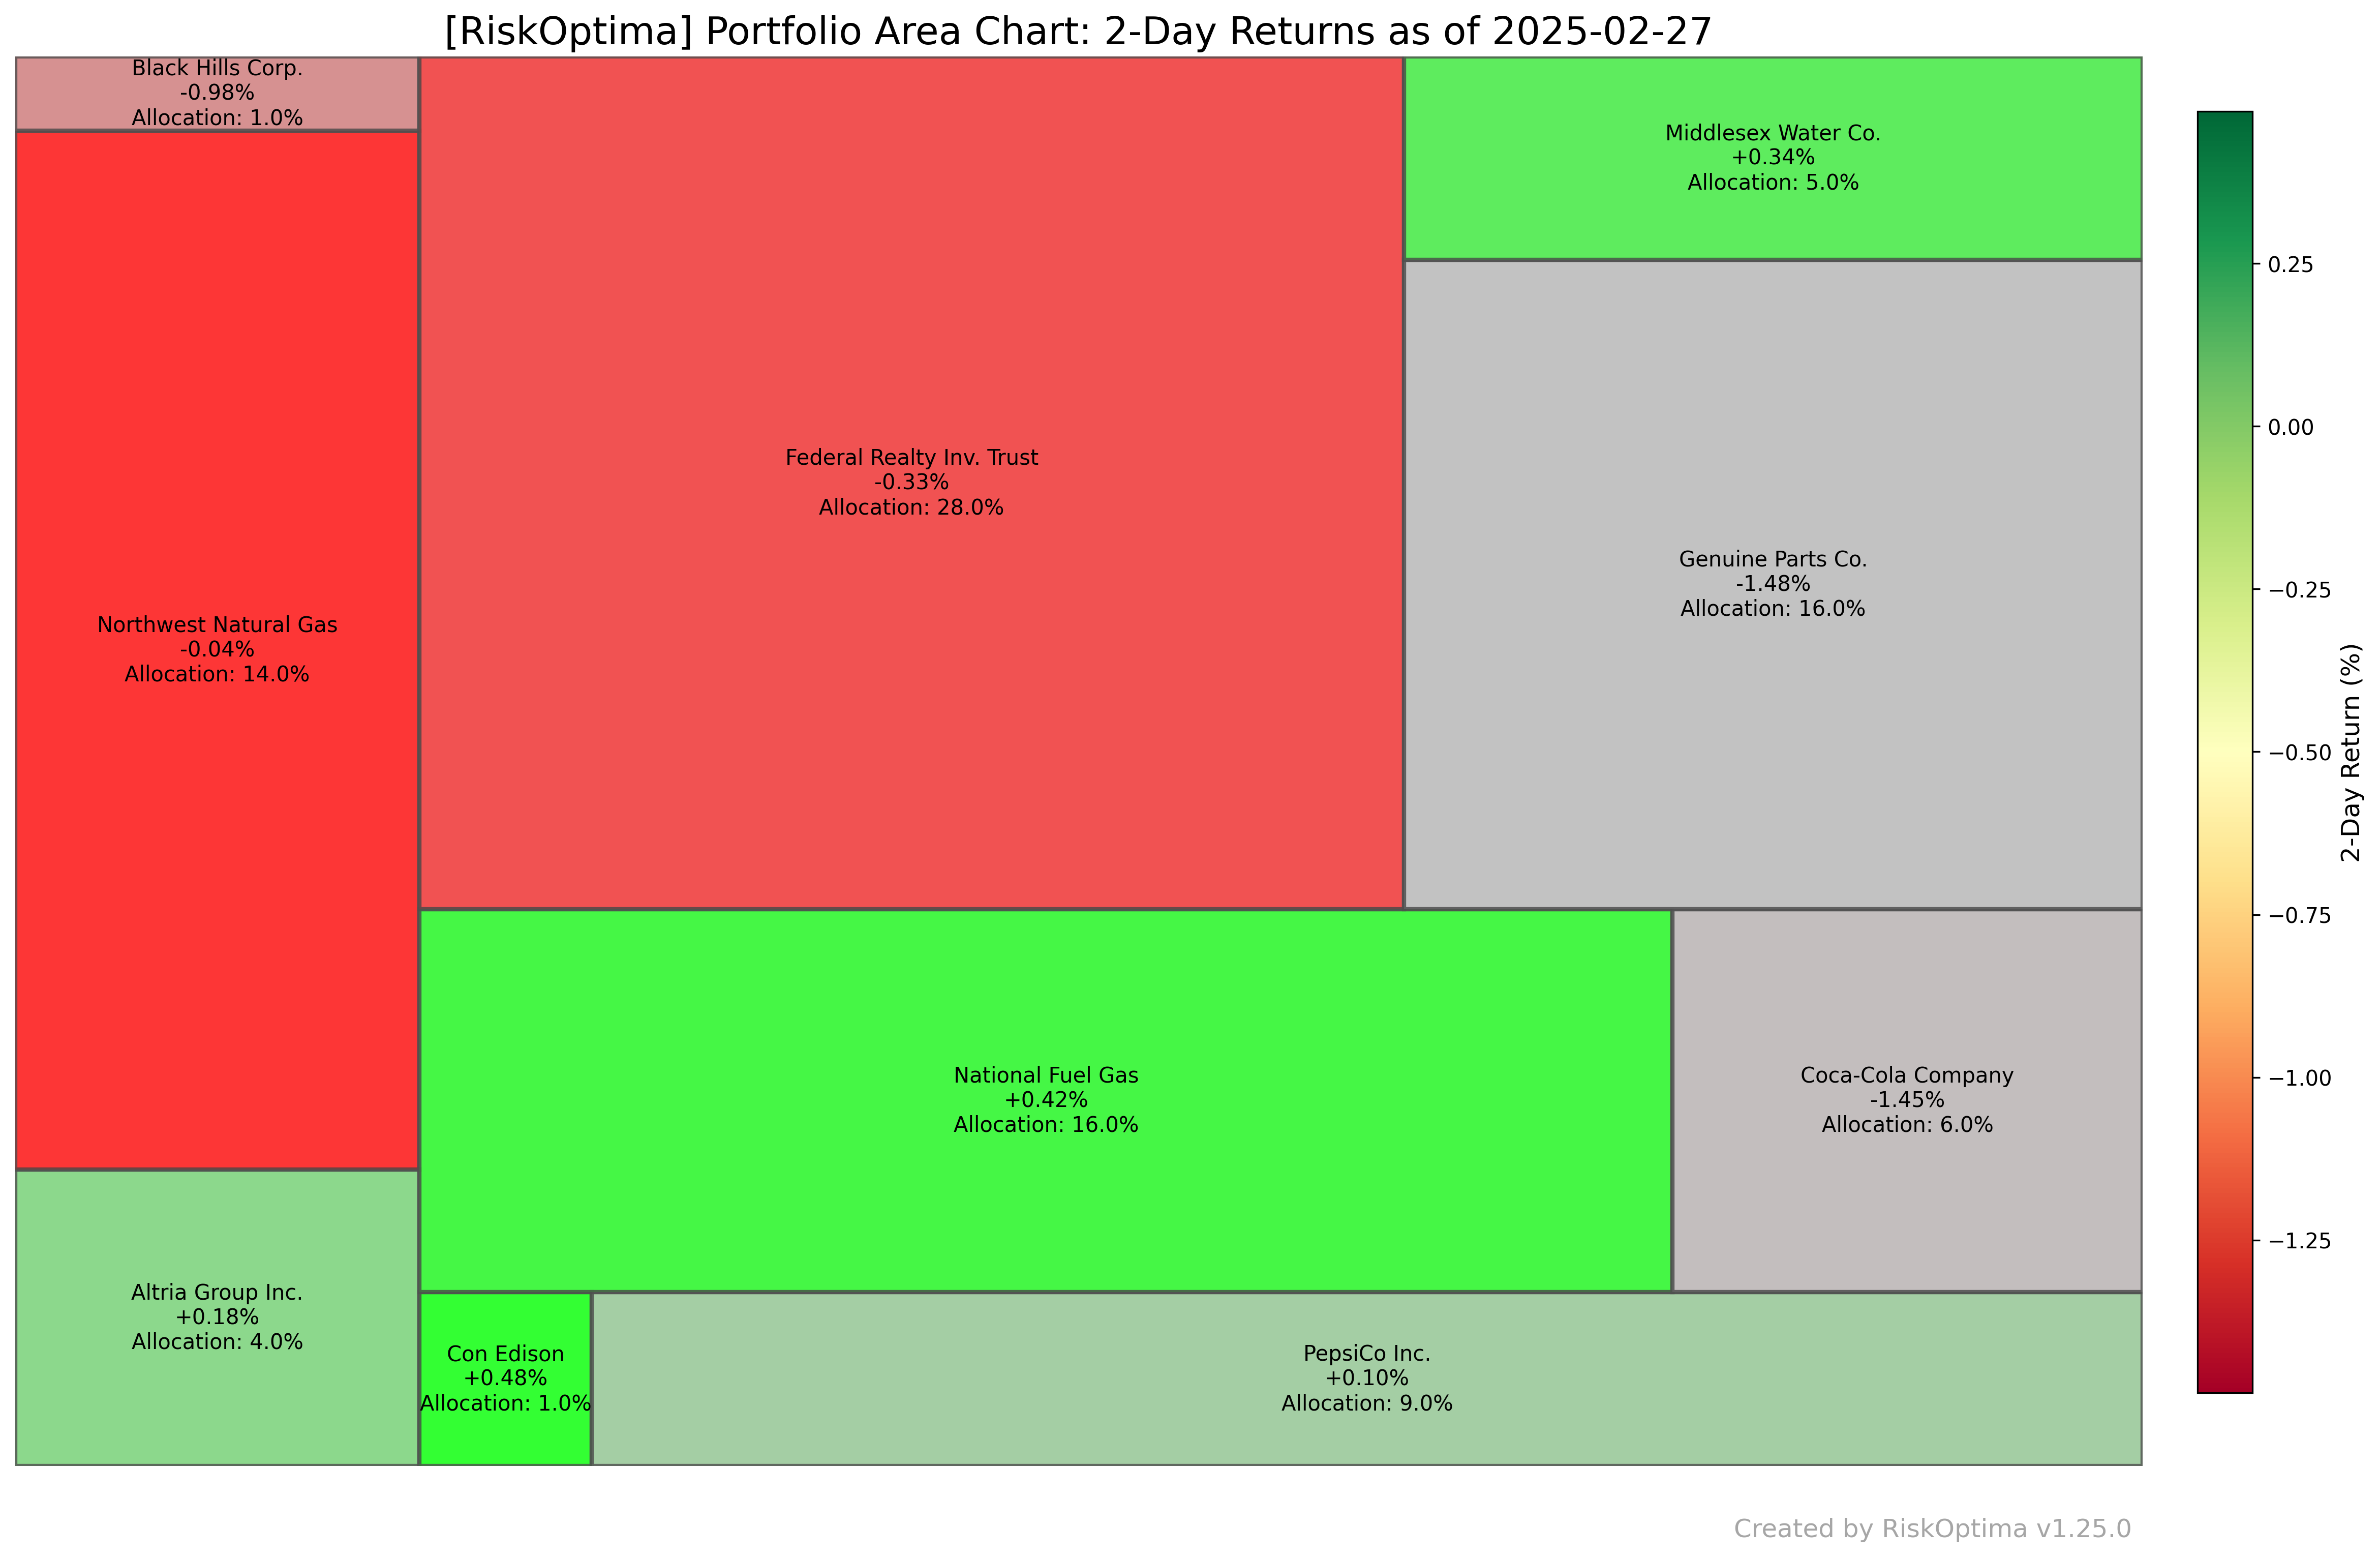 [RiskOptima] Portfolio Area Chart: 2-Day Returns as of 2025-02-27
Black Hills Corp.
-0.98%
Allocation: 1.0%
Northwest Natural Gas
-0.04%
Allocation: 14.0%
Altria Group Inc.
+0.18%
Allocation: 4.0%
Federal Realty Inv. Trust
-0.33%
Allocation: 28.0%
Middlesex Water Co.
+0.34%
Allocation: 5.0%
Genuine Parts Co.
-1.48%
Allocation: 16.0%
National Fuel Gas
+0.42%
Allocation: 16.0%
Coca-Cola Company
-1.45%
Allocation: 6.0%
Con Edison
+0.48%
Allocation: 1.0%
PepsiCo Inc.
+0.10%
Allocation: 9.0%
0.25
0.00
−0.25
−0.50
−0.75
−1.00
−1.25
2-Day Return (%)
Created by RiskOptima v1.25.0